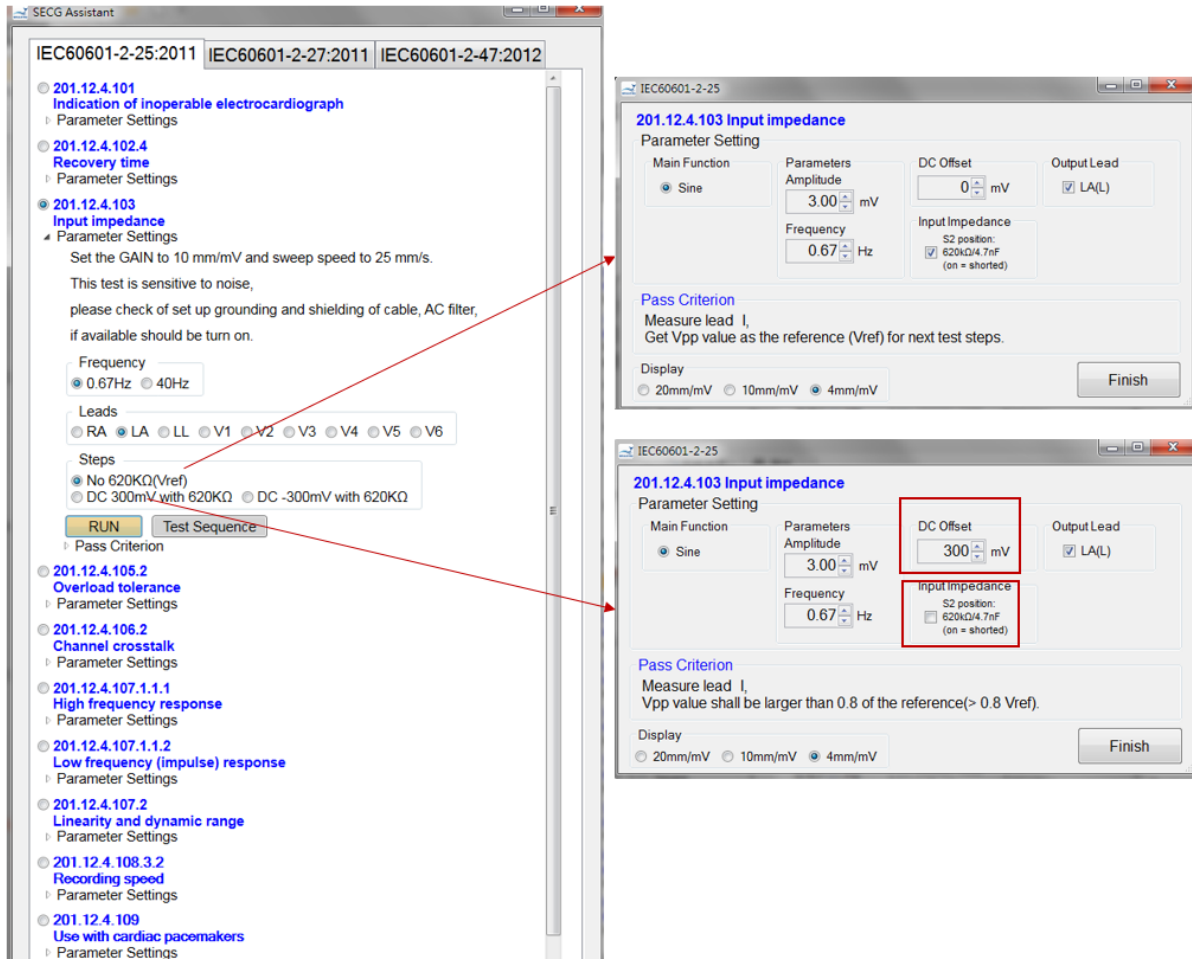 SECG Assistant
IEC60601-2-25:2011 IEC60601-2-27:2011 IEC60601-2-47:2012
201.12.4.101
Indication of inoperable electrocardiograph
Parameter Settings
201.12.4.102.4
Recovery time
Parameter Settings
201.12.4.103
Input impedance
Parameter Settings
Set the GAIN to 10 mm/mV and sweep speed to 25 mm/s.
This test is sensitive to noise,
please check of set up grounding and shielding of cable, AC filter,
if available should be turn on.
Frequency
0.67Hz 40Hz
Leads
RA LA LL V1 V2 V3 V4 V5 V6
Steps
No 620KΩ(Vref)
DC 300mV with 620KΩ DC -300mV with 620KΩ
RUN Test Sequence
Pass Criterion
201.12.4.105.2
Overload tolerance
Parameter Settings
201.12.4.106.2
Channel crosstalk
Parameter Settings
201.12.4.107.1.1.1
High frequency response
Parameter Settings
201.12.4.107.1.1.2
Low frequency (impulse) response
Parameter Settings
201.12.4.107.2
Linearity and dynamic range
Parameter Settings
201.12.4.108.3.2
Recording speed
Parameter Settings
201.12.4.109
Use with cardiac pacemakers
Parameter Settings
IEC60601-2-25
201.12.4.103 Input impedance
Parameter Setting
Main Function Parameters DC Offset Output Lead
Amplitude
Sine 3.00 mV 0 mV LA(L)
Frequency Input Impedance
0.67 Hz S2 position:
620kΩ/4.7nF
(on = shorted)
Pass Criterion
Measure lead I,
Get Vpp value as the reference (Vref) for next test steps.
Display
20mm/mV 10mm/mV 4mm/mV
Finish
IEC60601-2-25
201.12.4.103 Input impedance
Parameter Setting
Main Function Parameters DC Offset Output Lead
Amplitude
Sine 3.00 mV 300 mV LA(L)
Frequency Input Impedance
0.67 Hz S2 position:
620kΩ/4.7nF
(on = shorted)
Pass Criterion
Measure lead I,
Vpp value shall be larger than 0.8 of the reference(> 0.8 Vref).
Display
20mm/mV 10mm/mV 4mm/mV
Finish